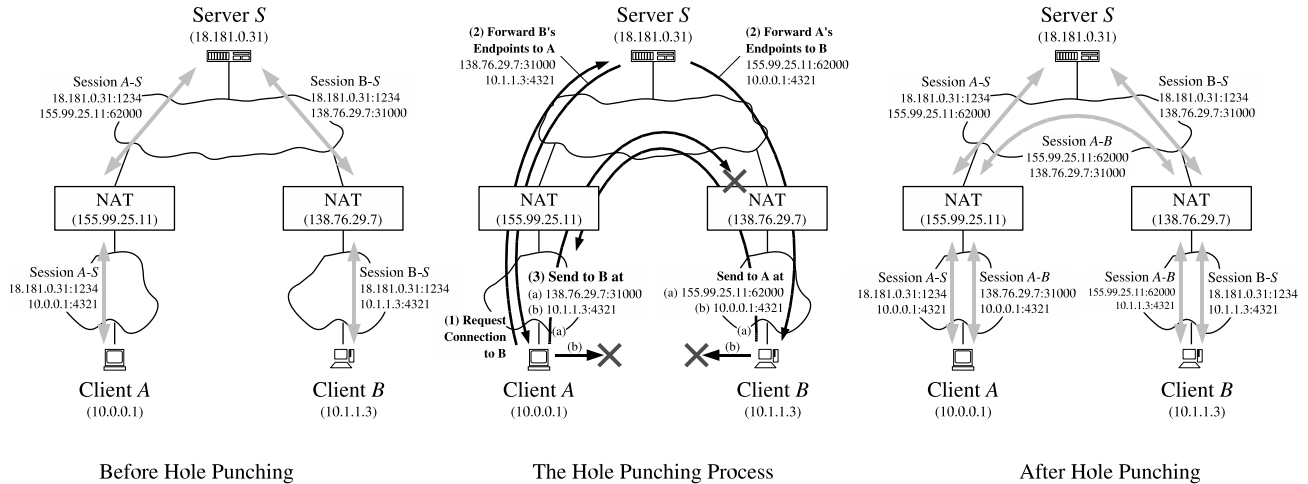 Server S
(18.181.0.31)
Session A-S
18.181.0.31:1234
155.99.25.11:62000
Session B-S
18.181.0.31:1234
138.76.29.7:31000
NAT
(155.99.25.11)
NAT
(138.76.29.7)
Session A-S
18.181.0.31:1234
10.0.0.1:4321
Session B-S
18.181.0.31:1234
10.1.1.3:4321
Client A
(10.0.0.1)
Client B
(10.1.1.3)
Before Hole Punching
Server S
(18.181.0.31)
(2) Forward B's
Endpoints to A
138.76.29.7:31000
10.1.1.3:4321
(2) Forward A's
Endpoints to B
155.99.25.11:62000
10.0.0.1:4321
NAT
(155.99.25.11)
NAT
(138.76.29.7)
(3) Send to B at
(a) 138.76.29.7:31000
(b) 10.1.1.3:4321
Send to A at
(a) 155.99.25.11:62000
(b) 10.0.0.1:4321
(1) Request
Connection
to B
(a)
(b)
(a)
(b)
Client A
(10.0.0.1)
Client B
(10.1.1.3)
The Hole Punching Process
Server S
(18.181.0.31)
Session A-S
18.181.0.31:1234
155.99.25.11:62000
Session B-S
18.181.0.31:1234
138.76.29.7:31000
Session A-B
155.99.25.11:62000
138.76.29.7:31000
NAT
(155.99.25.11)
NAT
(138.76.29.7)
Session A-S
18.181.0.31:1234
10.0.0.1:4321
Session A-B
138.76.29.7:31000
10.0.0.1:4321
Session A-B
155.99.25.11:62000
10.1.1.3:4321
Session B-S
18.181.0.31:1234
10.1.1.3:4321
Client A
(10.0.0.1)
Client B
(10.1.1.3)
After Hole Punching